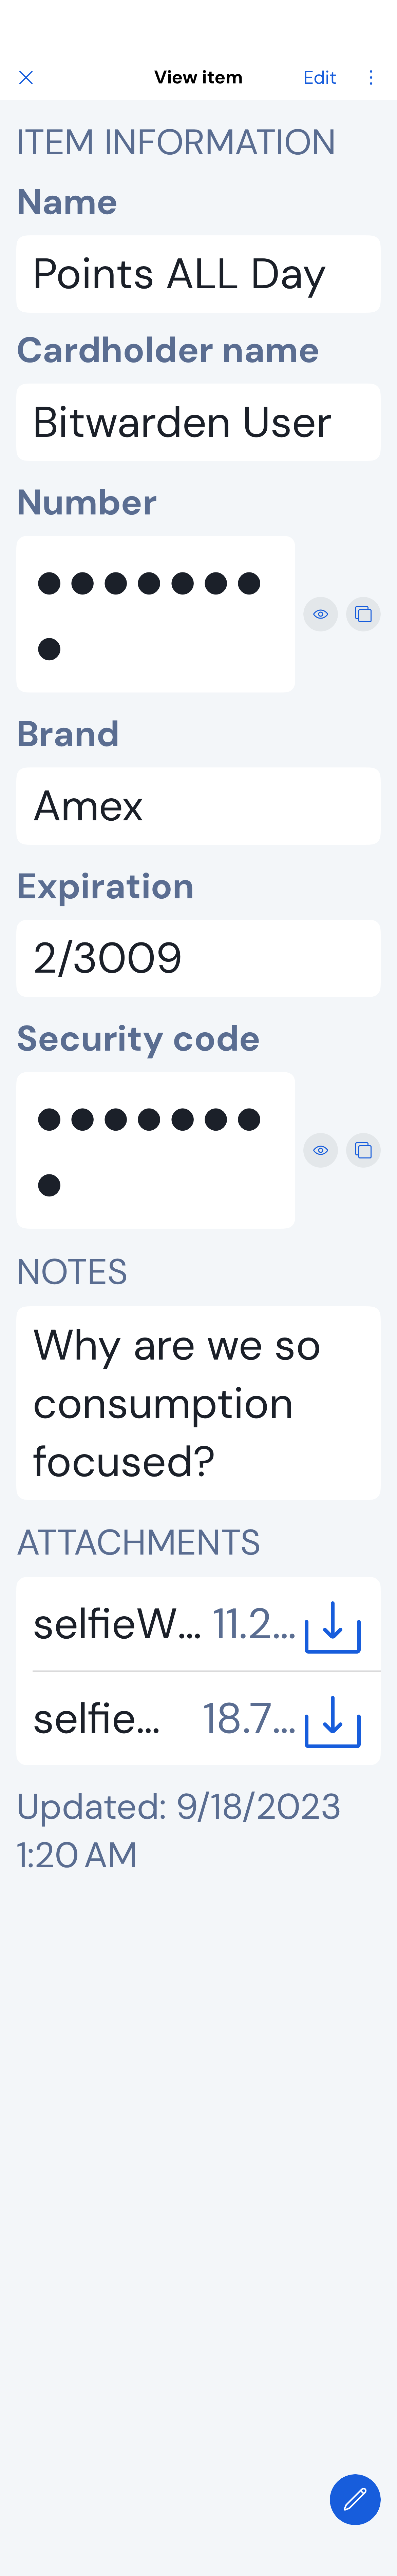 View item
Edit
ITEM INFORMATION
Name
Points ALL Day
Cardholder name
Bitwarden User
Number
●●●●●●●
●
Brand
Amex
Expiration
2/3009
Security code
●●●●●●●
●
NOTES
Why are we so
consumption
focused?
ATTACHMENTS
selfieW... 11.2...
selfie... 18.7...
Updated: 9/18/2023
1:20 AM